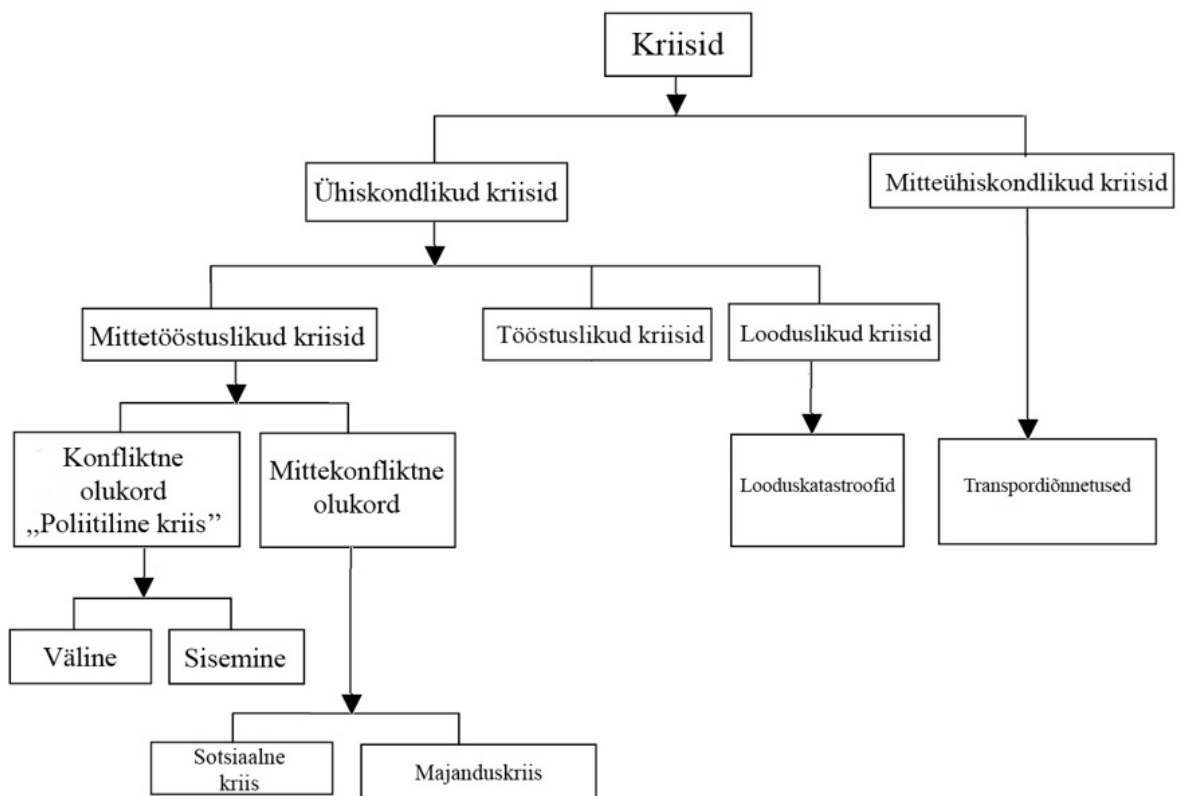 Kriisid
Ühiskondlikud kriisid
Mitteühiskondlikud kriisid
Mittetööstuslikud kriisid
Tööstuslikud kriisid
Looduslikud kriisid
Konfliktne
olukord
,,Poliitiline kriis”
Mittekonfliktne
olukord
Looduskatastroofid
Transpordiõnnetused
Väline
Sisemine
Sotsiaalne
kriis
Majanduskriis